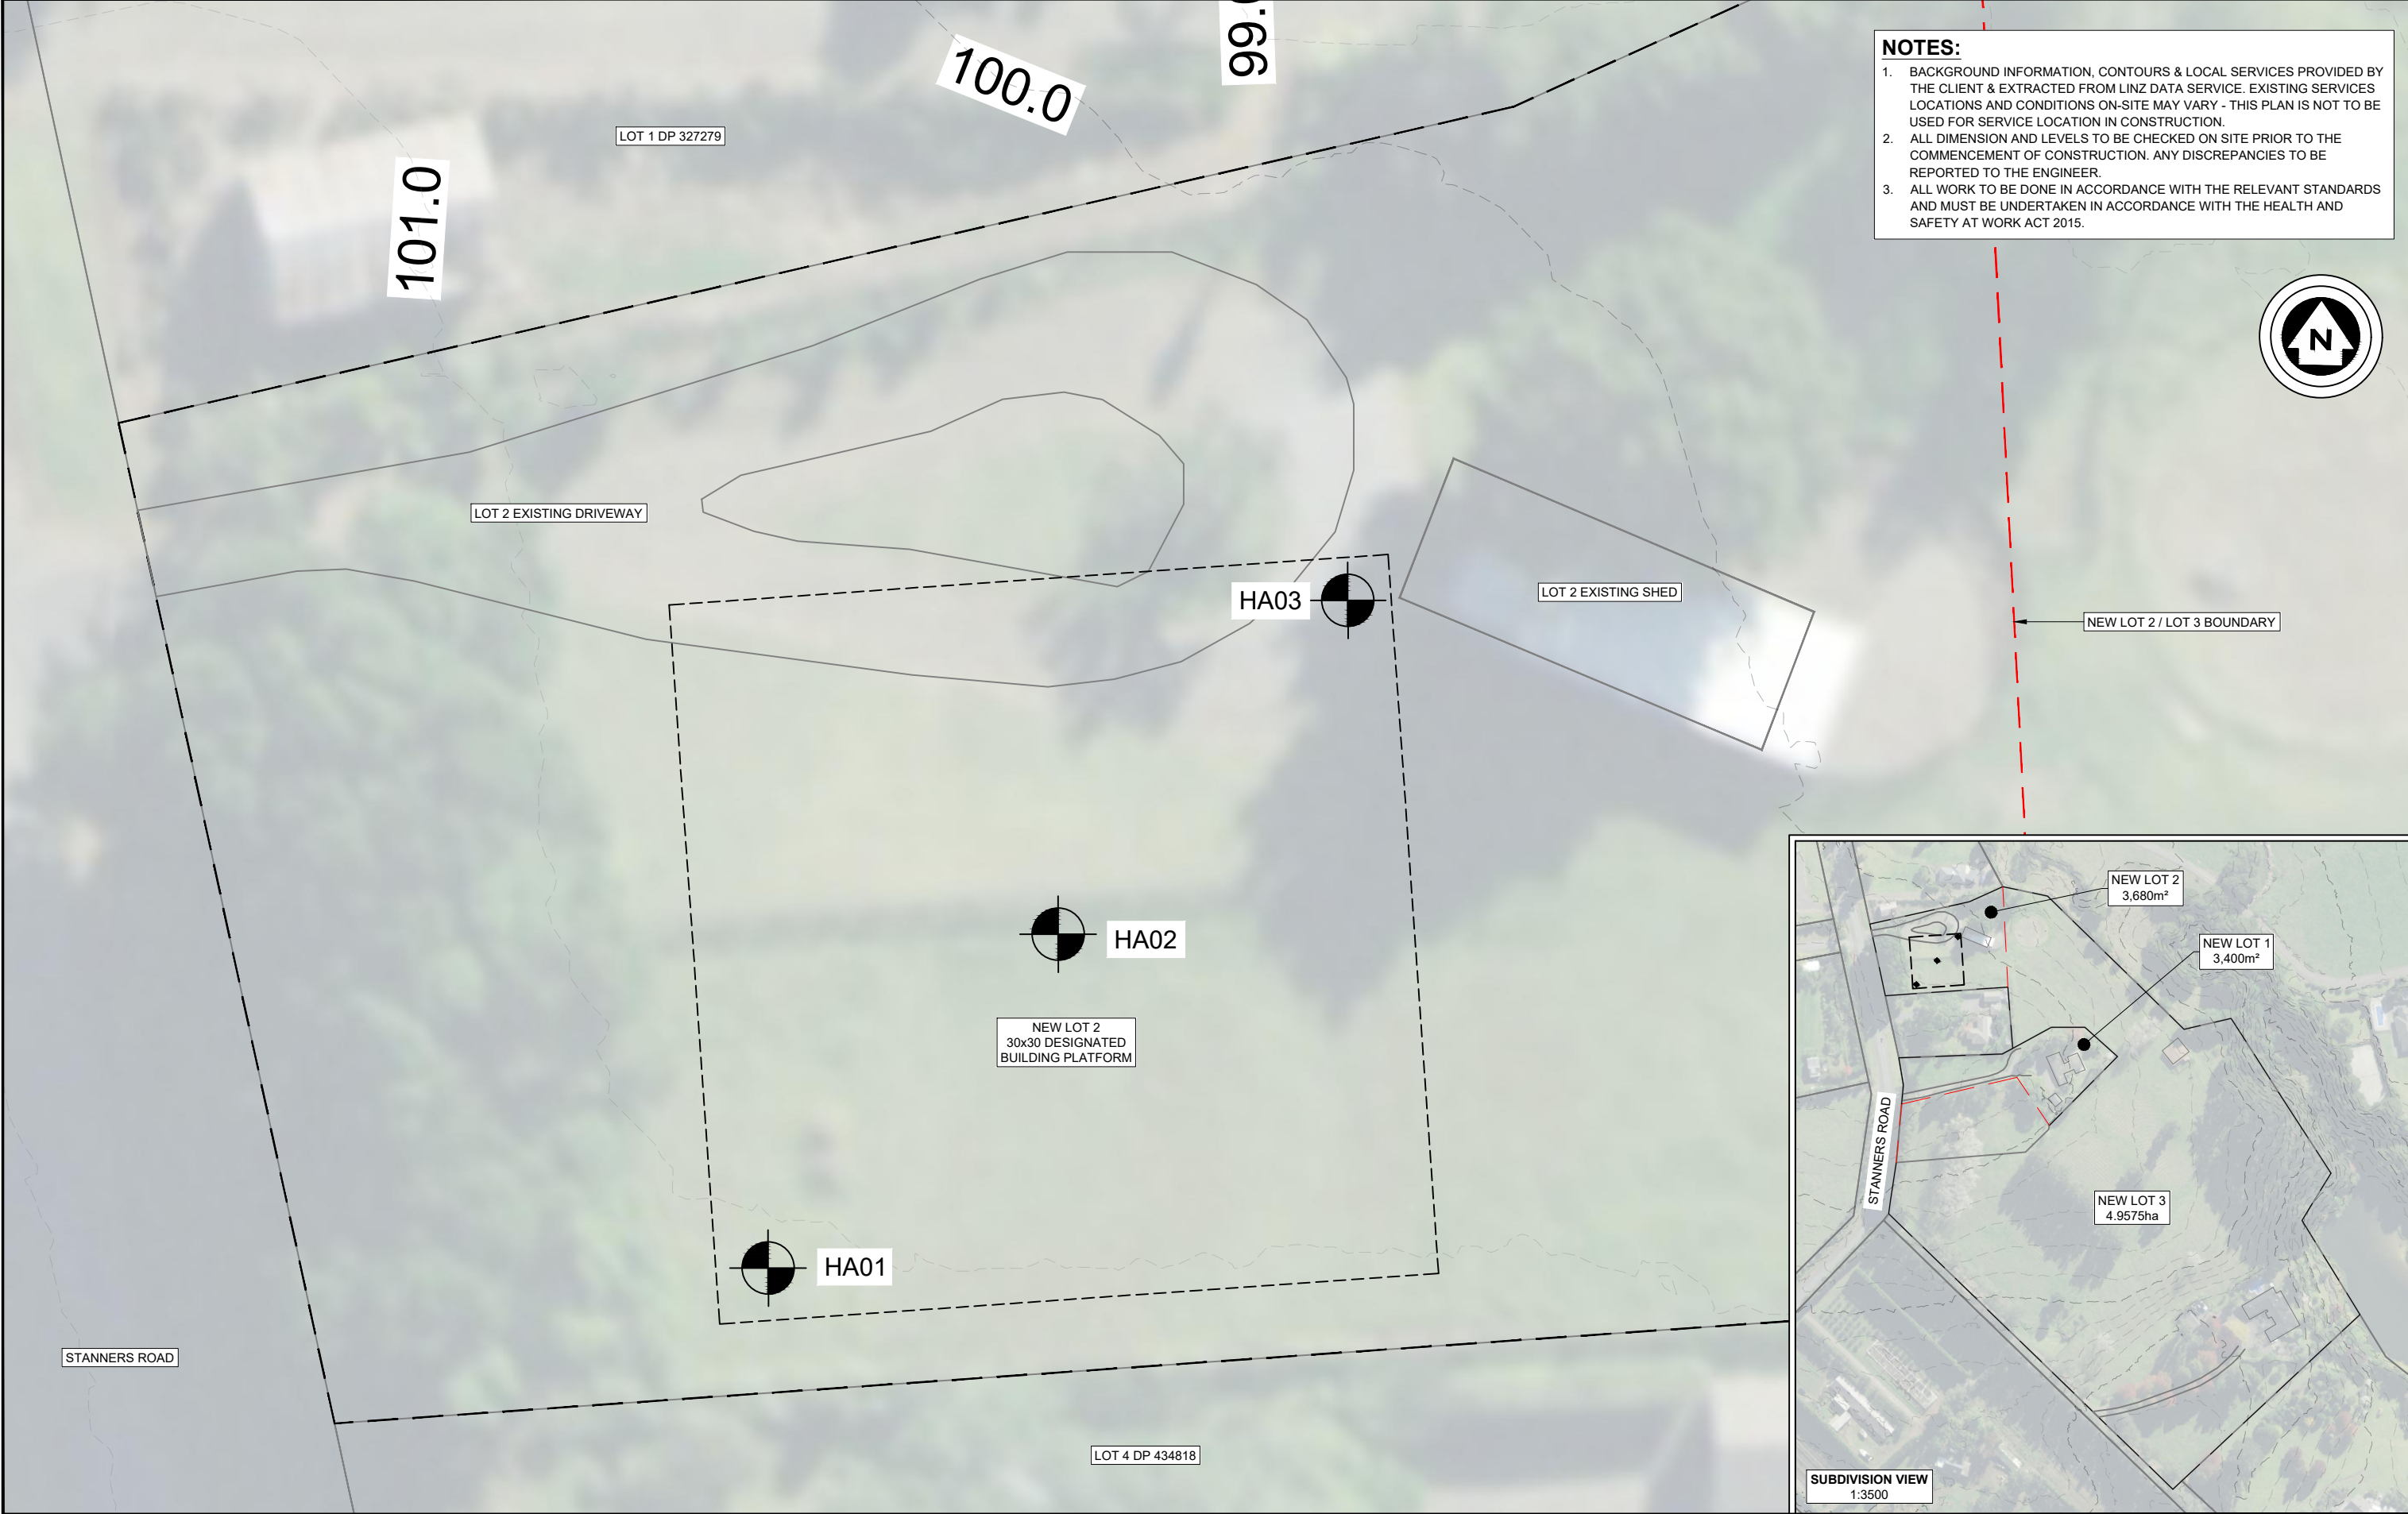 100.0
99.0
101.0
LOT 1 DP 327279
NOTES:
1. BACKGROUND INFORMATION, CONTOURS & LOCAL SERVICES PROVIDED BY
THE CLIENT & EXTRACTED FROM LINZ DATA SERVICE. EXISTING SERVICES
LOCATIONS AND CONDITIONS ON-SITE MAY VARY - THIS PLAN IS NOT TO BE
USED FOR SERVICE LOCATION IN CONSTRUCTION.
2. ALL DIMENSION AND LEVELS TO BE CHECKED ON SITE PRIOR TO THE
COMMENCEMENT OF CONSTRUCTION. ANY DISCREPANCIES TO BE
REPORTED TO THE ENGINEER.
3. ALL WORK TO BE DONE IN ACCORDANCE WITH THE RELEVANT STANDARDS
AND MUST BE UNDERTAKEN IN ACCORDANCE WITH THE HEALTH AND
SAFETY AT WORK ACT 2015.
N
LOT 2 EXISTING DRIVEWAY
HA03
LOT 2 EXISTING SHED
NEW LOT 2 / LOT 3 BOUNDARY
HA02
NEW LOT 2
30x30 DESIGNATED
BUILDING PLATFORM
HA01
STANNERS ROAD
LOT 4 DP 434818
NEW LOT 2
3,680m²
NEW LOT 1
3,400m²
STANNERS ROAD
NEW LOT 3
4.9575ha
SUBDIVISION VIEW
1:3500